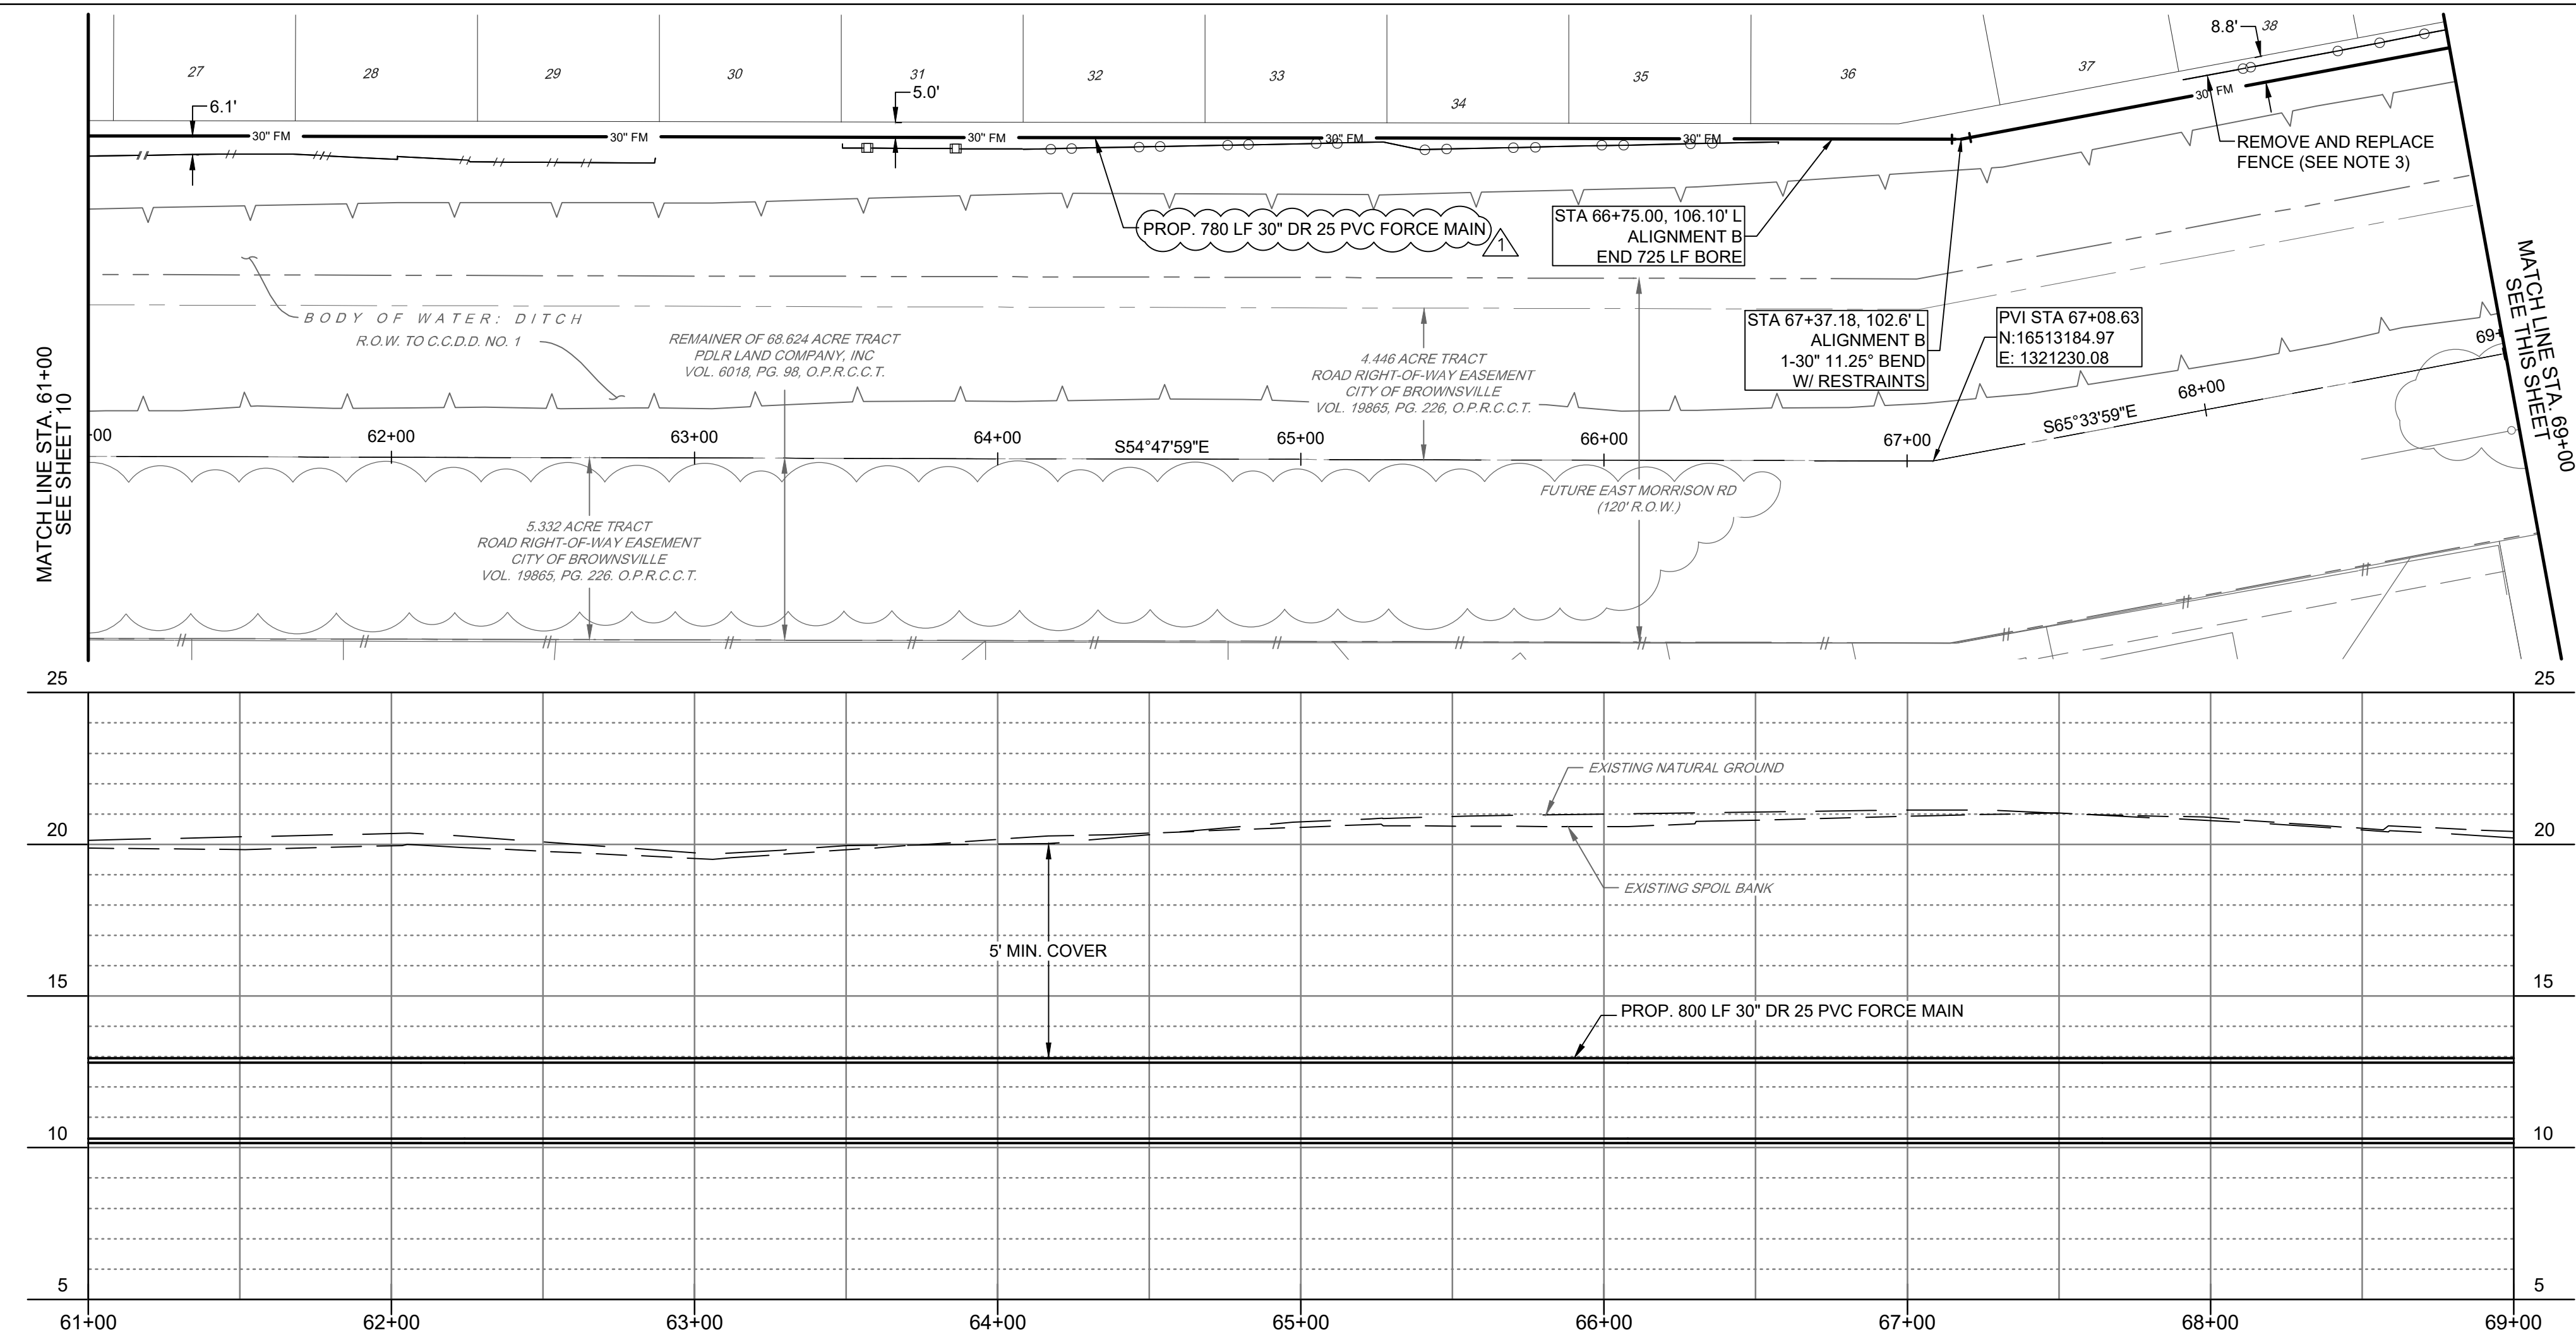 27
28
29
30
31
32
33
34
35
36
37
38
8.8'
6.1'
5.0'
30" FM
30" FM
30" FM
30" FM
30" FM
30" FM
REMOVE AND REPLACE
FENCE (SEE NOTE 3)
PROP. 780 LF 30" DR 25 PVC FORCE MAIN
1
STA 66+75.00, 106.10' L
ALIGNMENT B
END 725 LF BORE
STA 67+37.18, 102.6' L
ALIGNMENT B
1-30" 11.25° BEND
W/ RESTRAINTS
PVI STA 67+08.63
N:16513184.97
E: 1321230.08
BODY OF WATER: DITCH
R.O.W. TO C.C.D.D. NO. 1
REMAINER OF 68.624 ACRE TRACT
PDLR LAND COMPANY, INC
VOL. 6018, PG. 98, O.P.R.C.C.T.
4.446 ACRE TRACT
ROAD RIGHT-OF-WAY EASEMENT
CITY OF BROWNSVILLE
VOL. 19865, PG. 226, O.P.R.C.C.T.
MATCH LINE STA. 61+00
SEE SHEET 10
MATCH LINE STA. 69+00
SEE THIS SHEET
+00
62+00
63+00
64+00
S54°47'59"E
65+00
66+00
67+00
S65°33'59"E
68+00
69+
5.332 ACRE TRACT
ROAD RIGHT-OF-WAY EASEMENT
CITY OF BROWNSVILLE
VOL. 19865, PG. 226. O.P.R.C.C.T.
FUTURE EAST MORRISON RD
(120' R.O.W.)
25
25
EXISTING NATURAL GROUND
20
20
EXISTING SPOIL BANK
5' MIN. COVER
15
15
PROP. 800 LF 30" DR 25 PVC FORCE MAIN
10
10
5
5
61+00
62+00
63+00
64+00
65+00
66+00
67+00
68+00
69+00